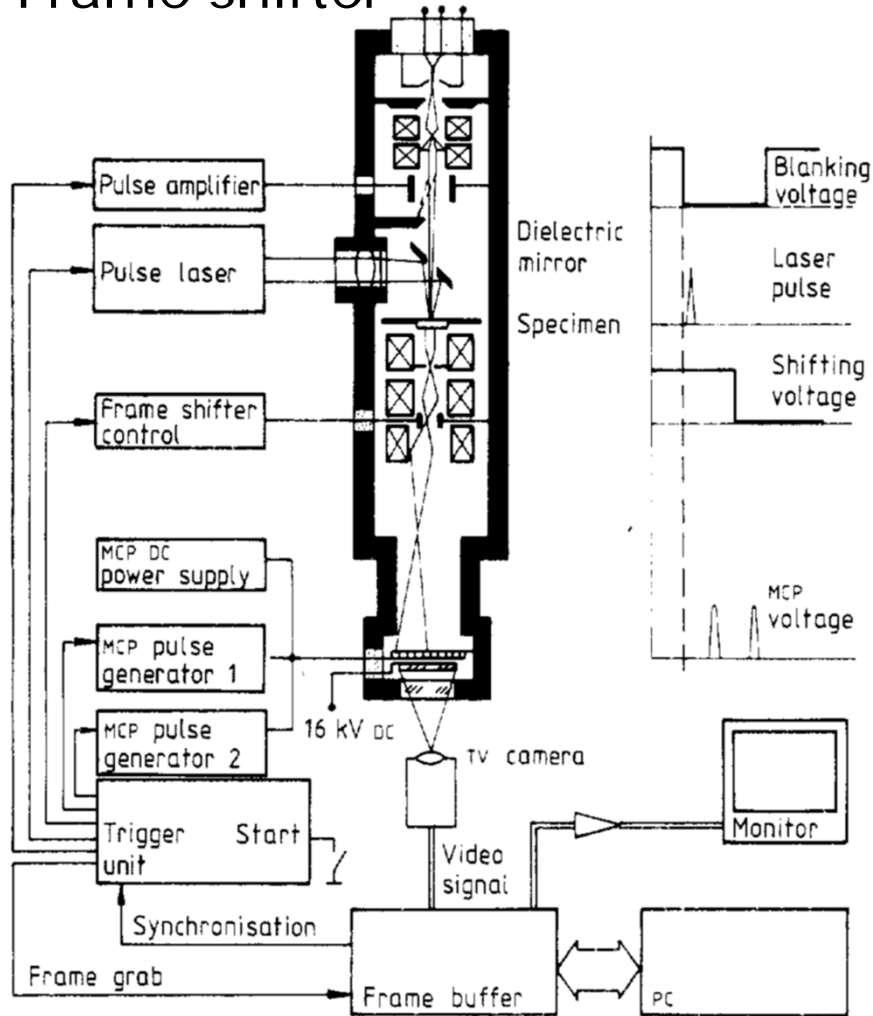 Frame shifter
Pulse amplifier
Pulse laser
Frame shifter
control
MCP DC
power supply
MCP pulse
generator 1
MCP pulse
generator 2
16 kV DC
Trigger
unit
Start
Synchronisation
Frame grab
Dielectric
mirror
Specimen
TV camera
Video
signal
Frame buffer
Monitor
PC
Blanking
voltage
Laser
pulse
Shifting
voltage
MCP
voltage